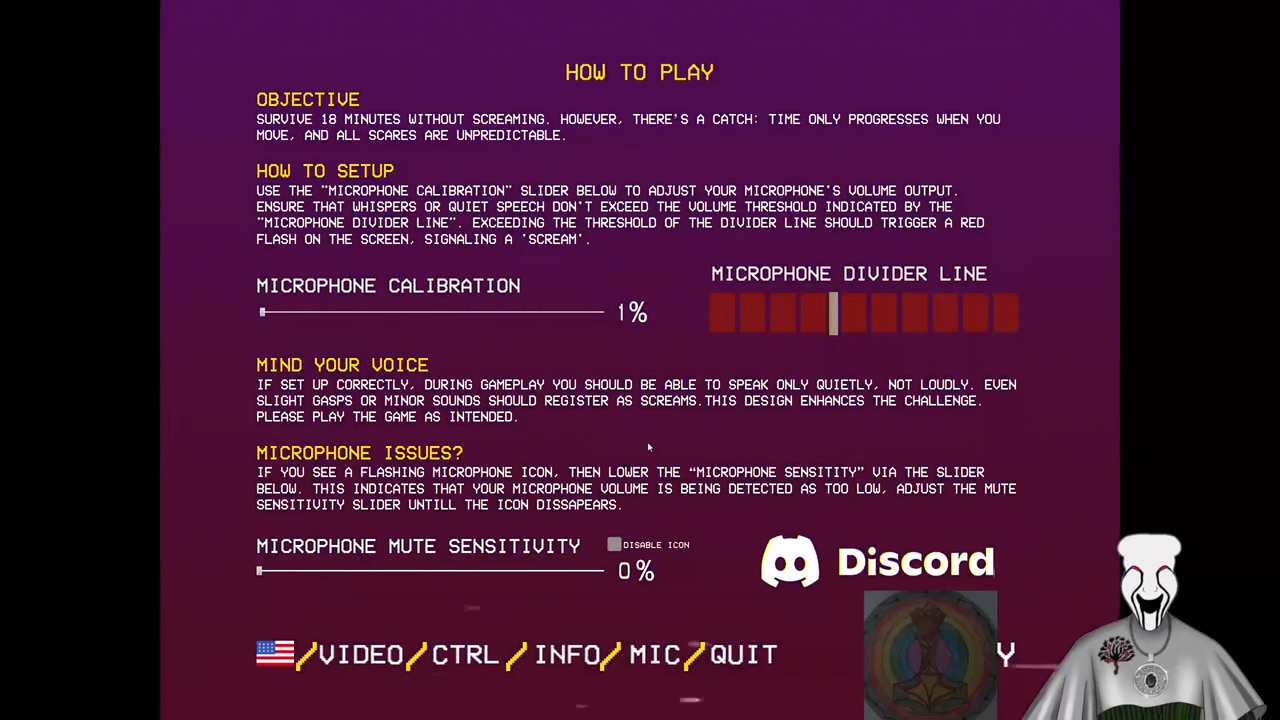 HOW TO PLAY
OBJECTIVE
SURVIVE 18 MINUTES WITHOUT SCREAMING. HOWEVER, THERE'S A CATCH: TIME ONLY PROGRESSES WHEN YOU
MOVE, AND ALL SCARES ARE UNPREDICTABLE.
HOW TO SETUP
USE THE "MICROPHONE CALIBRATION" SLIDER BELOW TO ADJUST YOUR MICROPHONE'S VOLUME OUTPUT.
ENSURE THAT WHISPERS OR QUIET SPEECH DON'T EXCEED THE VOLUME THRESHOLD INDICATED BY THE
"MICROPHONE DIVIDER LINE". EXCEEDING THE THRESHOLD OF THE DIVIDER LINE SHOULD TRIGGER A RED
FLASH ON THE SCREEN, SIGNALING A 'SCREAM'.
MICROPHONE CALIBRATION
1%
MICROPHONE DIVIDER LINE
MIND YOUR VOICE
IF SET UP CORRECTLY, DURING GAMEPLAY YOU SHOULD BE ABLE TO SPEAK ONLY QUIETLY, NOT LOUDLY. EVEN
SLIGHT GASPS OR MINOR SOUNDS SHOULD REGISTER AS SCREAMS.THIS DESIGN ENHANCES THE CHALLENGE.
PLEASE PLAY THE GAME AS INTENDED.
MICROPHONE ISSUES?
IF YOU SEE A FLASHING MICROPHONE ICON, THEN LOWER THE “MICROPHONE SENSITITY” VIA THE SLIDER
BELOW. THIS INDICATES THAT YOUR MICROPHONE VOLUME IS BEING DETECTED AS TOO LOW, ADJUST THE MUTE
SENSITIVITY SLIDER UNTILL THE ICON DISSAPEARS.
MICROPHONE MUTE SENSITIVITY
DISABLE ICON
0%
Discord
/VIDEO/CTRL/INFO/MIC/QUIT
Y